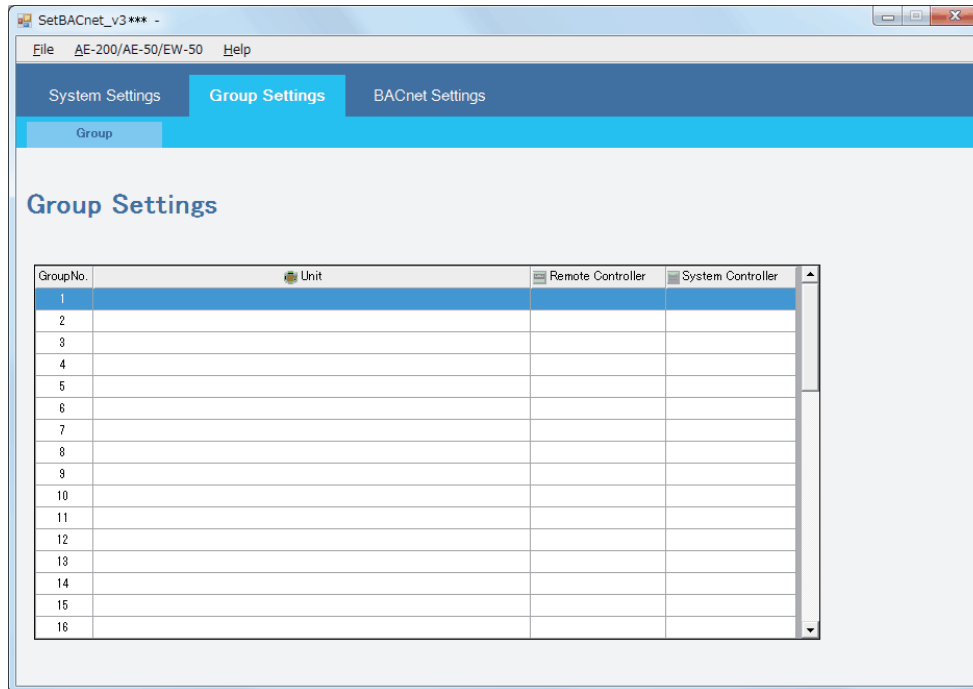 SetBACnet_v3*** -
File AE-200/AE-50/EW-50 Help
System Settings Group Settings BACnet Settings
Group
Group Settings
GroupNo. Unit Remote Controller System Controller
1
2
3
4
5
6
7
8
9
10
11
12
13
14
15
16